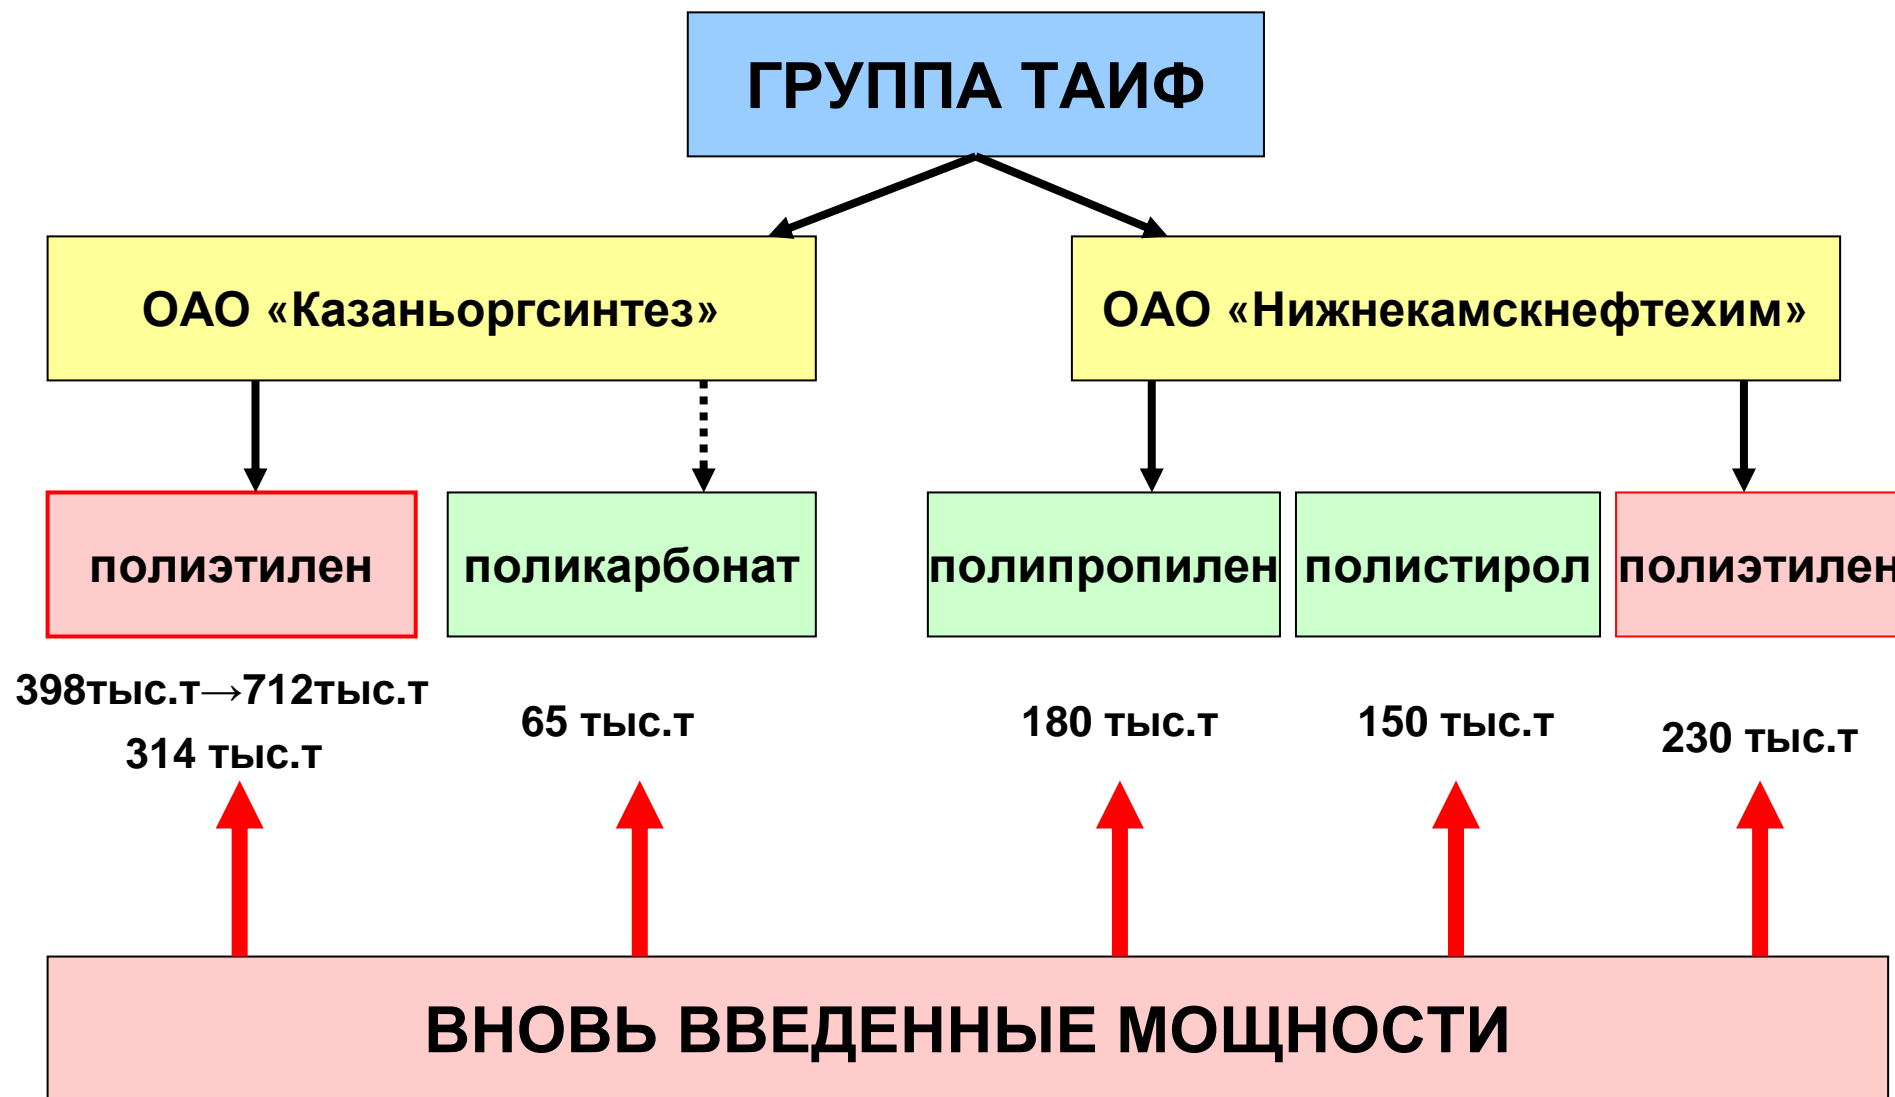 ГРУППА ТАИФ
ОАО «Казаньоргсинтез»
ОАО «Нижнекамскнефтехим»
полиэтилен
поликарбонат
полипропилен
полистирол
полиэтилен
398тыс.т→712тыс.т
314 тыс.т
65 тыс.т
180 тыс.т
150 тыс.т
230 тыс.т
ВНОВЬ ВВЕДЕННЫЕ МОЩНОСТИ